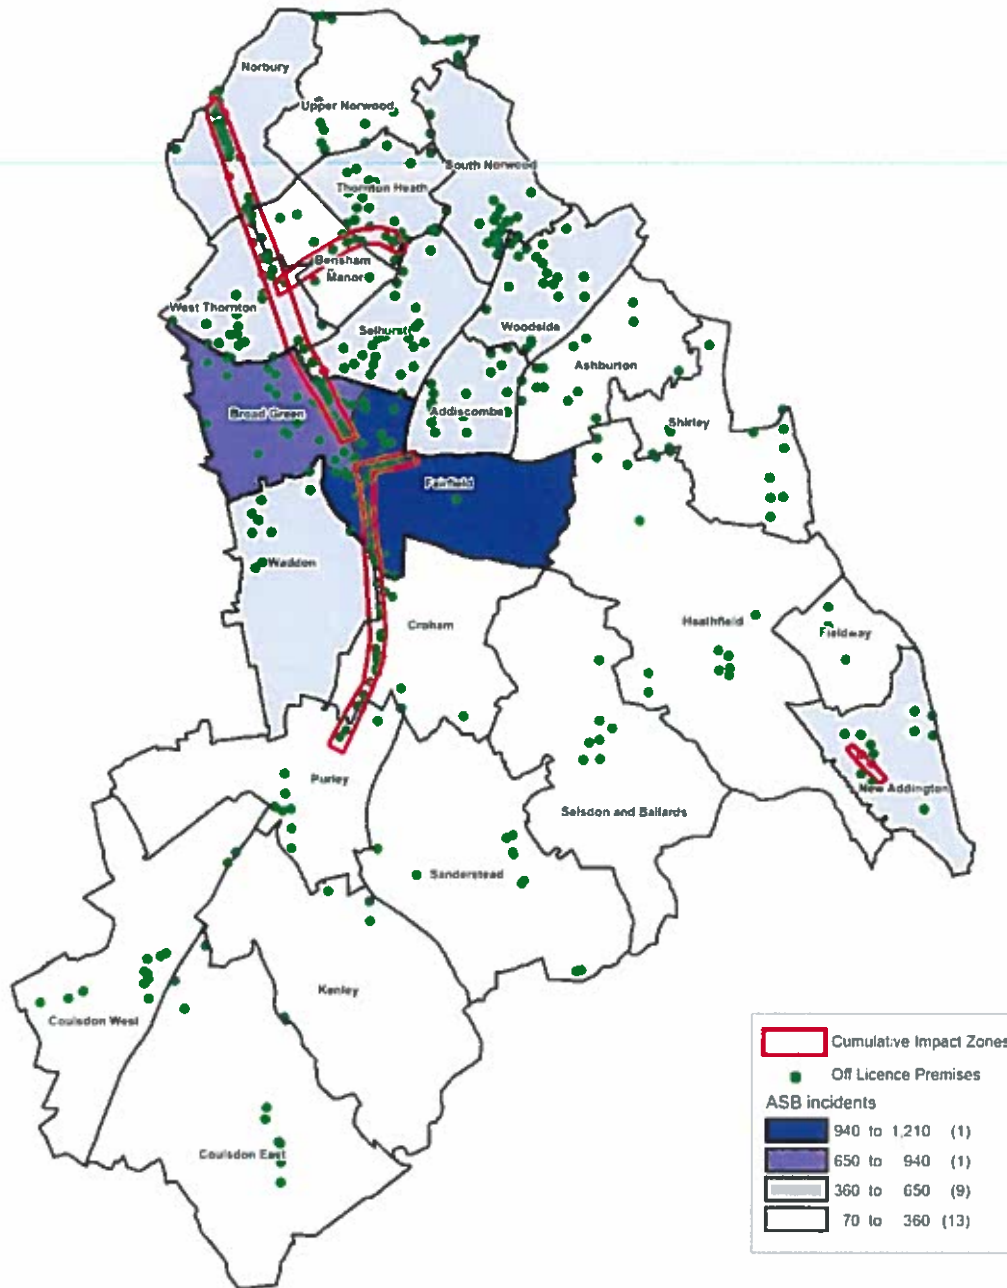 Norbury
Upper Norwood
South Norwood
Thornton Heath
Bensham
Manor
West Thornton
Selhurst
Woodside
Ashburton
Broad Green
Addiscombe
Shirley
Fairfield
Waddon
Croham
Heathfield
Fieldway
Purley
New Addington
Selsdon and Ballards
Sanderstead
Kenley
Coulsdon West
Coulsdon East
Cumulative Impact Zones
Off Licence Premises
ASB incidents
940 to 1,210 (1)
650 to 940 (1)
360 to 650 (9)
70 to 360 (13)